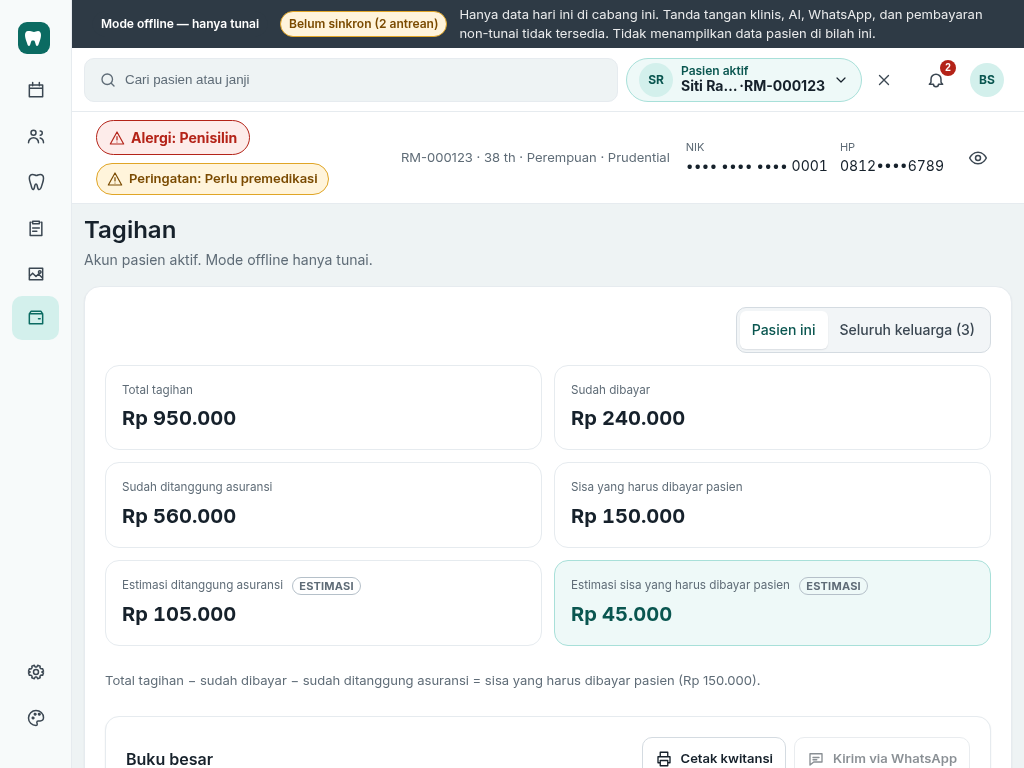 Mode offline — hanya tunai
Belum sinkron (2 antrean)
Hanya data hari ini di cabang ini. Tanda tangan klinis, AI, WhatsApp, dan pembayaran
non-tunai tidak tersedia. Tidak menampilkan data pasien di bilah ini.
Cari pasien atau janji
SR
Pasien aktif
Siti Ra... ·RM-000123
2
BS
Alergi: Penisilin
Peringatan: Perlu premedikasi
RM-000123 · 38 th · Perempuan · Prudential
NIK
•••• •••• •••• 0001
HP
0812••••6789
Tagihan
Akun pasien aktif. Mode offline hanya tunai.
Pasien ini
Seluruh keluarga (3)
Total tagihan
Rp 950.000
Sudah dibayar
Rp 240.000
Sudah ditanggung asuransi
Rp 560.000
Sisa yang harus dibayar pasien
Rp 150.000
Estimasi ditanggung asuransi ESTIMASI
Rp 105.000
Estimasi sisa yang harus dibayar pasien ESTIMASI
Rp 45.000
Total tagihan − sudah dibayar − sudah ditanggung asuransi = sisa yang harus dibayar pasien (Rp 150.000).
Buku besar
Cetak kwitansi
Kirim via WhatsApp